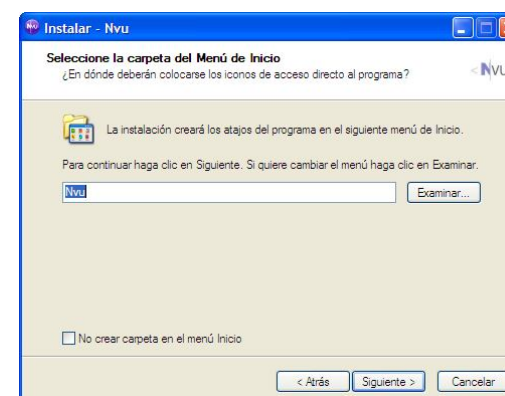 Instalar - Nvu
Seleccione la carpeta del Menú de Inicio
¿En dónde deberán colocarse los iconos de acceso directo al programa?
<NVU
La instalación creará los atajos del programa en el siguiente menú de Inicio.
Para continuar haga clic en Siguiente. Si quiere cambiar el menú haga clic en Examinar.
Nvu
Examinar...
No crear carpeta en el menú Inicio
< Atrás
Siguiente >
Cancelar